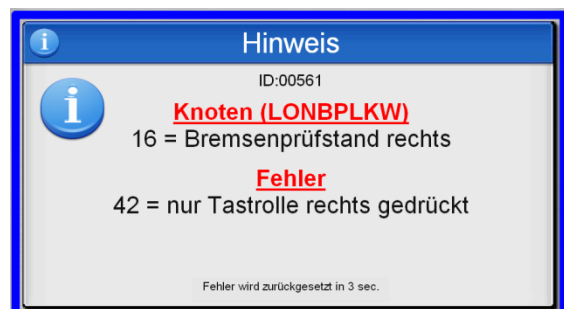 Hinweis
ID:00561
Knoten (LONBPLKW)
16 = Bremsenprüfstand rechts
Fehler
42 = nur Tastrolle rechts gedrückt
Fehler wird zurückgesetzt in 3 sec.